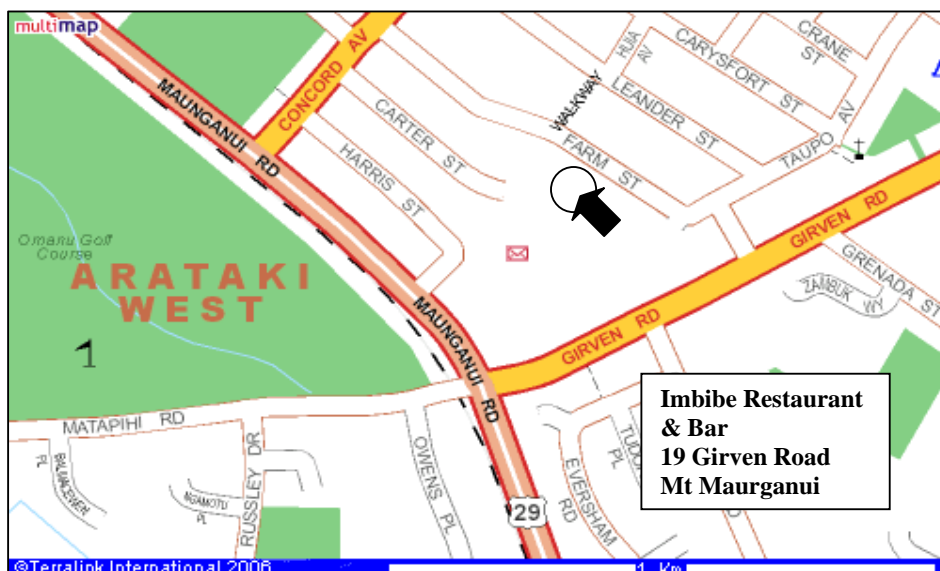 multimap
CONCORD AV
HUIA AV
CARYSFORT ST
CRANE ST
MAUNGANUI RD
CARTER ST
WALKWAY
LEANDER ST
TAUPO AV
HARRIS ST
FARM ST
Omanu Golf
Course
ARATAKI
WEST
GIRVEN RD
GRENADA ST
ZAMBUK WY
MAUNGANUI RD
GIRVEN RD
1
MATAPIHI RD
RUSSLEY DR
NGAMOTU PL
OWENS PL
EVERSHAM RD
PL
29
Imbibe Restaurant
& Bar
19 Girven Road
Mt Maurganui
©Terralink International 2006
1 Km